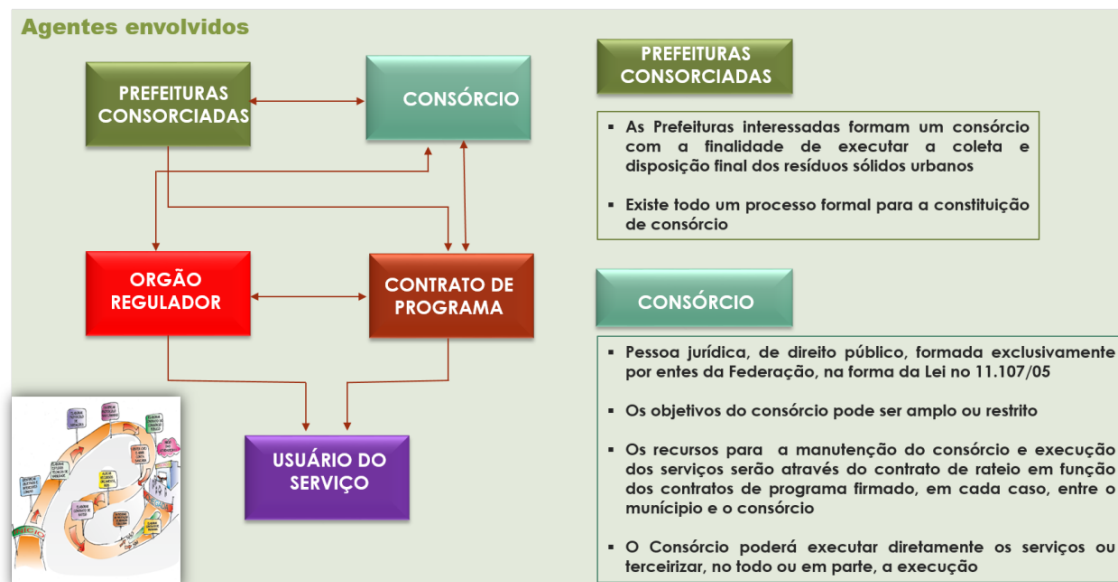 Agentes envolvidos
PREFEITURAS
CONSORCIADAS
CONSÓRCIO
ORGÃO
REGULADOR
CONTRATO DE
PROGRAMA
USUÁRIO DO
SERVIÇO
PREFEITURAS
CONSORCIADAS
▪ As Prefeituras interessadas formam um consórcio
com a finalidade de executar a coleta e
disposição final dos resíduos sólidos urbanos
▪ Existe todo um processo formal para a constituição
de consórcio
CONSÓRCIO
▪ Pessoa jurídica, de direito público, formada exclusivamente
por entes da Federação, na forma da Lei no 11.107/05
▪ Os objetivos do consórcio pode ser amplo ou restrito
▪ Os recursos para a manutenção do consórcio e execução
dos serviços serão através do contrato de rateio em função
dos contratos de programa firmado, em cada caso, entre o
munícipio e o consórcio
▪ O Consórcio poderá executar diretamente os serviços ou
terceirizar, no todo ou em parte, a execução